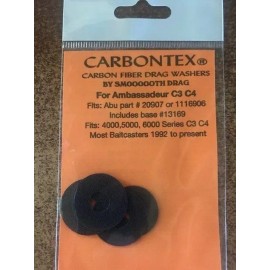 CARBONTEX®
CARBON FIBER DRAG WASHERS
BY SMOOOOOTH DRAG
For Ambassadeur C3 C4
Fits: Abu part # 20907 or 1116906
Includes base #13169
Fits: 4000,5000, 6000 Series C3 C4
Most Baitcasters 1992 to present